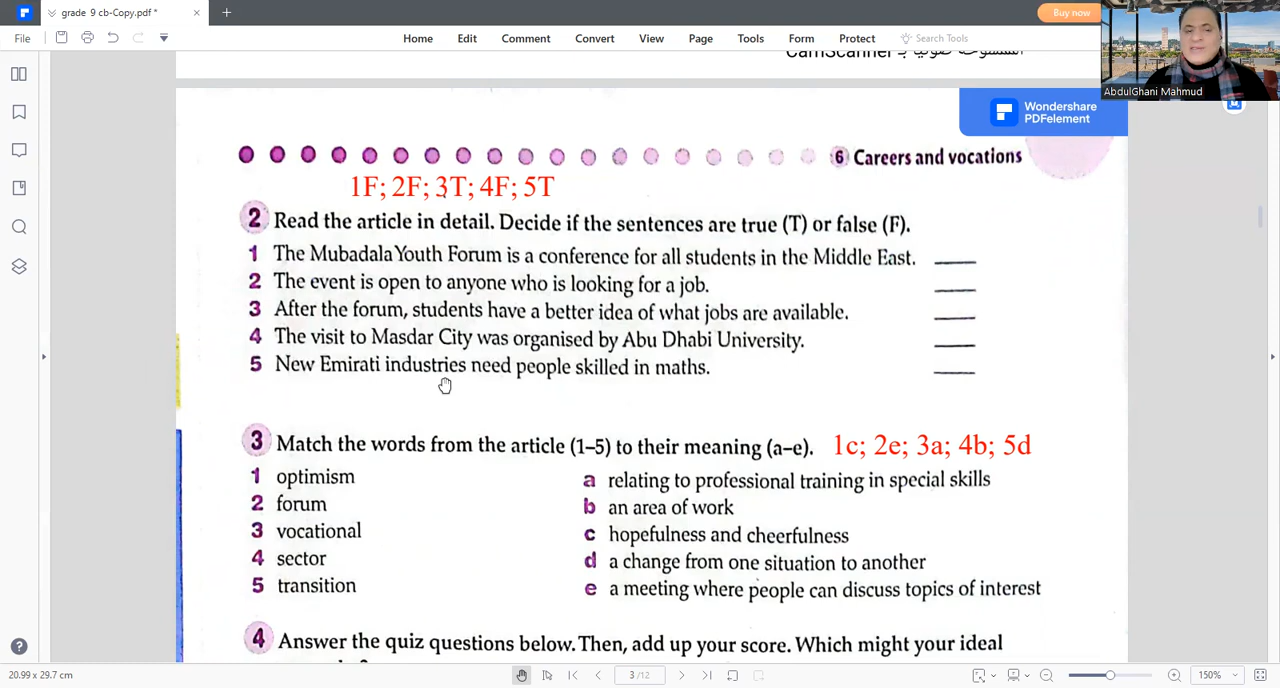 grade 9 cb-Copy.pdf *
Buy now
File
Home Edit Comment Convert View Page Tools Form Protect Search Tools
AbdulGhani Mahmud
CamScanner الممسوحة ضوئيا بـ
Wondershare
PDFelement
6 Careers and vocations
1F; 2F; 3T; 4F; 5T
2 Read the article in detail. Decide if the sentences are true (T) or false (F).
1 The Mubadala Youth Forum is a conference for all students in the Middle East.
2 The event is open to anyone who is looking for a job.
3 After the forum, students have a better idea of what jobs are available.
4 The visit to Masdar City was organised by Abu Dhabi University.
5 New Emirati industries need people skilled in maths.
3 Match the words from the article (1–5) to their meaning (a–e). 1c; 2e; 3a; 4b; 5d
1 optimism a relating to professional training in special skills
2 forum b an area of work
3 vocational c hopefulness and cheerfulness
4 sector d a change from one situation to another
5 transition e a meeting where people can discuss topics of interest
4 Answer the quiz questions below. Then, add up your score. Which might your ideal
20.99 x 29.7 cm 3 /12 150%